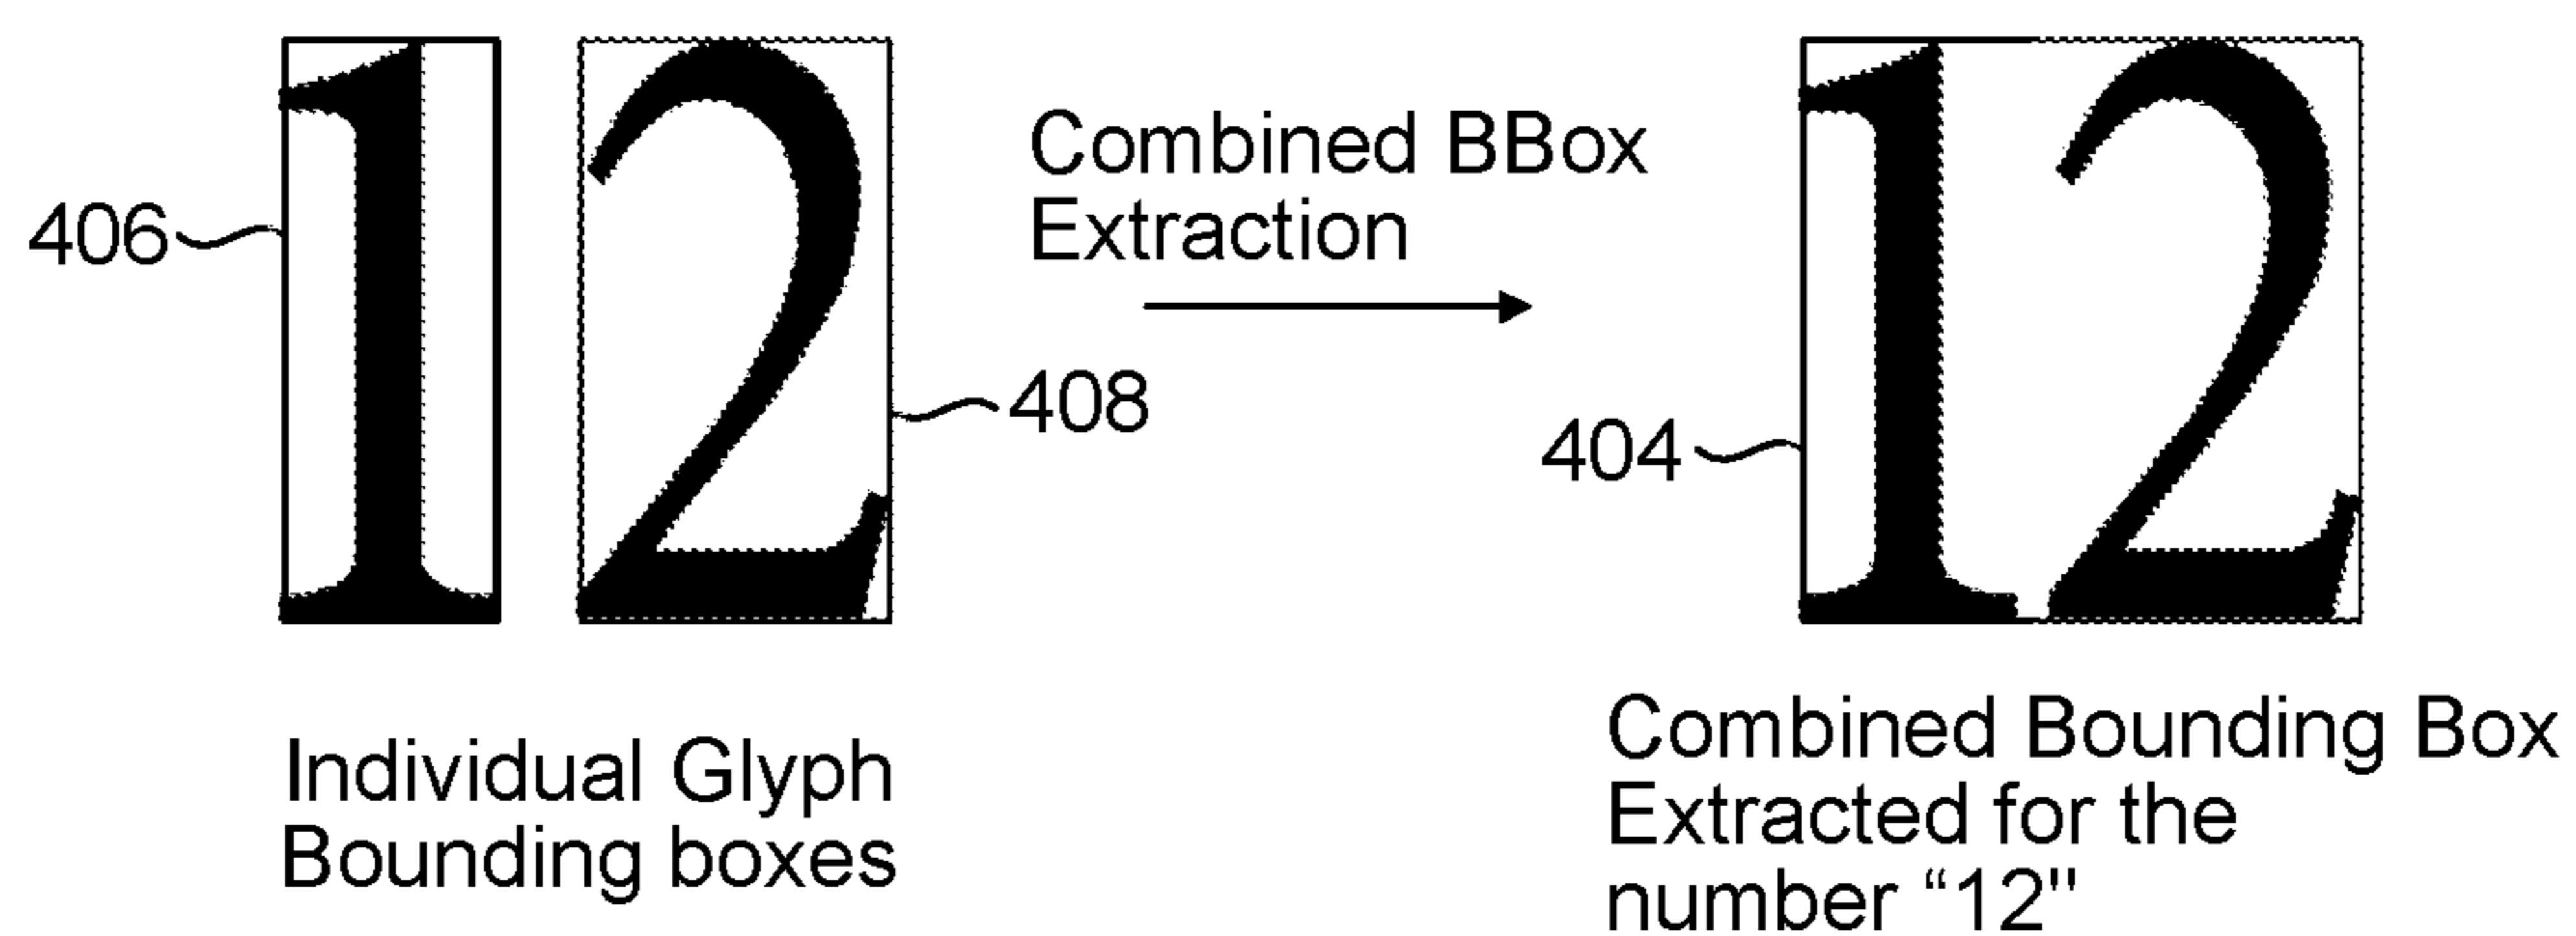 12
406
408
Combined BBox
Extraction
12
404
Individual Glyph
Bounding boxes
Combined Bounding Box
Extracted for the
number “12"